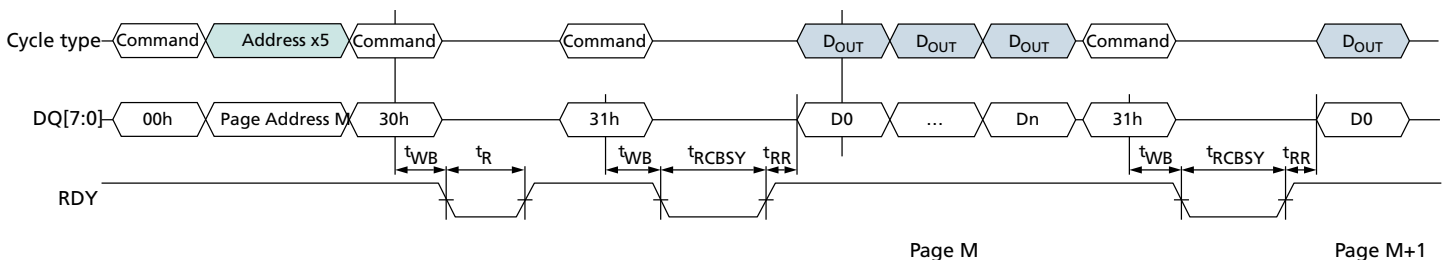 Cycle type Command Address x5 Command Command DOUT DOUT DOUT Command DOUT
DQ[7:0] 00h Page Address M 30h 31h D0 … Dn 31h D0
tWB tR tWB tRCBSY tRR tWB tRCBSY tRR
RDY
Page M Page M+1